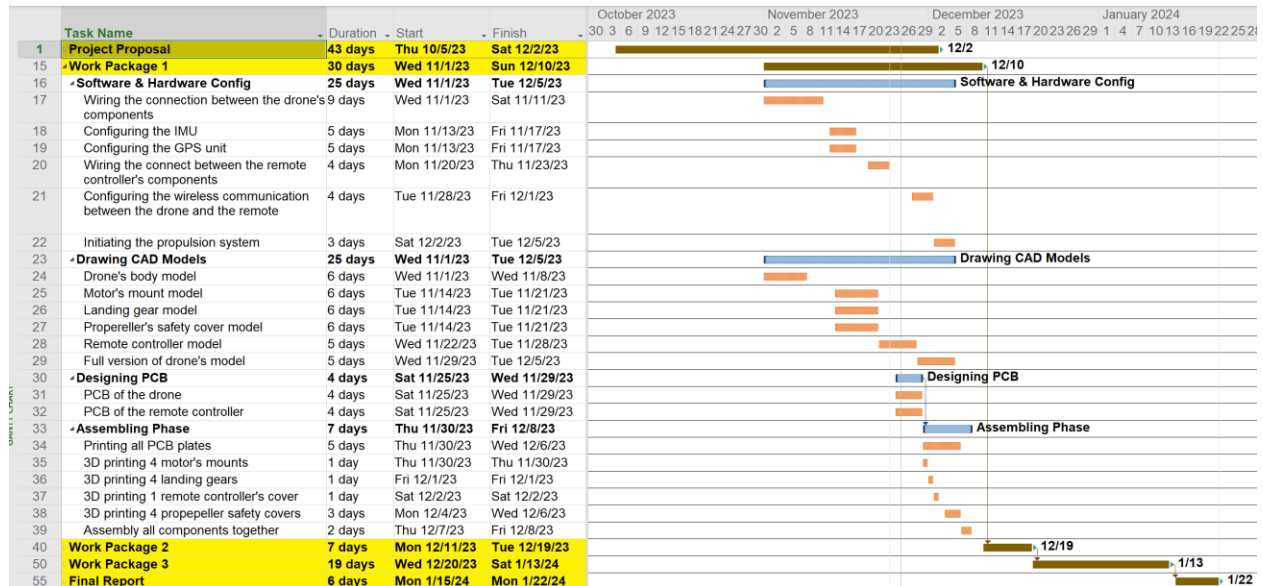 October 2023 November 2023 December 2023 January 2024
Task Name Duration Start Finish 30 3 6 9 12 15 18 21 24 27 30 2 5 8 11 14 17 20 23 26 29 2 5 8 11 14 17 20 23 26 29 1 4 7 10 13 16 19 22 25 28
1 Project Proposal 43 days Thu 10/5/23 Sat 12/2/23 12/2
15 Work Package 1 30 days Wed 11/1/23 Sun 12/10/23 12/10
16 Software & Hardware Config 25 days Wed 11/1/23 Tue 12/5/23 Software & Hardware Config
17 Wiring the connection between the drone's 9 days Wed 11/1/23 Sat 11/11/23
components
18 Configuring the IMU 5 days Mon 11/13/23 Fri 11/17/23
19 Configuring the GPS unit 5 days Mon 11/13/23 Fri 11/17/23
20 Wiring the connect between the remote 4 days Mon 11/20/23 Thu 11/23/23
controller's components
21 Configuring the wireless communication 4 days Tue 11/28/23 Fri 12/1/23
between the drone and the remote
22 Initiating the propulsion system 3 days Sat 12/2/23 Tue 12/5/23
23 Drawing CAD Models 25 days Wed 11/1/23 Tue 12/5/23 Drawing CAD Models
24 Drone's body model 6 days Wed 11/1/23 Wed 11/8/23
25 Motor's mount model 6 days Tue 11/14/23 Tue 11/21/23
26 Landing gear model 6 days Tue 11/14/23 Tue 11/21/23
27 Propereller's safety cover model 6 days Tue 11/14/23 Tue 11/21/23
28 Remote controller model 5 days Wed 11/22/23 Tue 11/28/23
29 Full version of drone's model 5 days Wed 11/29/23 Tue 12/5/23
30 Designing PCB 4 days Sat 11/25/23 Wed 11/29/23 Designing PCB
31 PCB of the drone 4 days Sat 11/25/23 Wed 11/29/23
32 PCB of the remote controller 4 days Sat 11/25/23 Wed 11/29/23
33 Assembling Phase 7 days Thu 11/30/23 Fri 12/8/23 Assembling Phase
34 Printing all PCB plates 5 days Thu 11/30/23 Wed 12/6/23
35 3D printing 4 motor's mounts 1 day Thu 11/30/23 Thu 11/30/23
36 3D printing 4 landing gears 1 day Fri 12/1/23 Fri 12/1/23
37 3D printing 1 remote controller's cover 1 day Sat 12/2/23 Sat 12/2/23
38 3D printing 4 propepeller safety covers 3 days Mon 12/4/23 Wed 12/6/23
39 Assembly all components together 2 days Thu 12/7/23 Fri 12/8/23
40 Work Package 2 7 days Mon 12/11/23 Tue 12/19/23 12/19
50 Work Package 3 19 days Wed 12/20/23 Sat 1/13/24 1/13
55 Final Report 6 days Mon 1/15/24 Mon 1/22/24 1/22